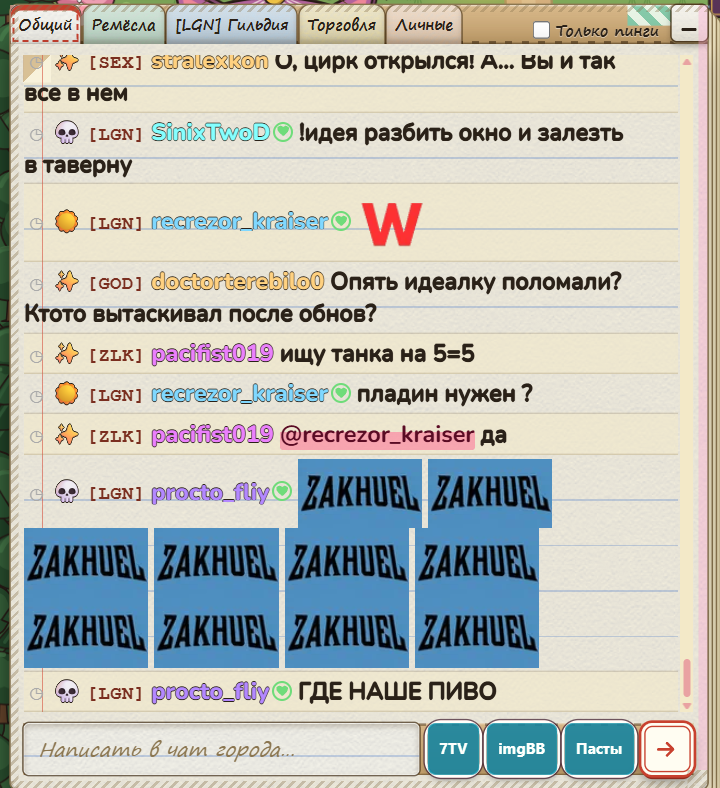 Общий Ремёсла [LGN] Гильдия Торговля Личные Только пинги
[SEX] stralexkon О, цирк открылся! А... Вы и так
все в нем
[LGN] SinixTwoD !идея разбить окно и залезть
в таверну
[LGN] recrezor_kraiser W
[GOD] doctorterebilo0 Опять идеалку поломали?
Ктото вытаскивал после обнов?
[ZLK] pacifist019 ищу танка на 5=5
[LGN] recrezor_kraiser пладин нужен ?
[ZLK] pacifist019 @recrezor_kraiser да
[LGN] procto_fliy ZAKHUEL ZAKHUEL
ZAKHUEL ZAKHUEL ZAKHUEL ZAKHUEL
ZAKHUEL ZAKHUEL ZAKHUEL ZAKHUEL
[LGN] procto_fliy ГДЕ НАШЕ ПИВО
Написать в чат города... 7TV imgBB Пасты